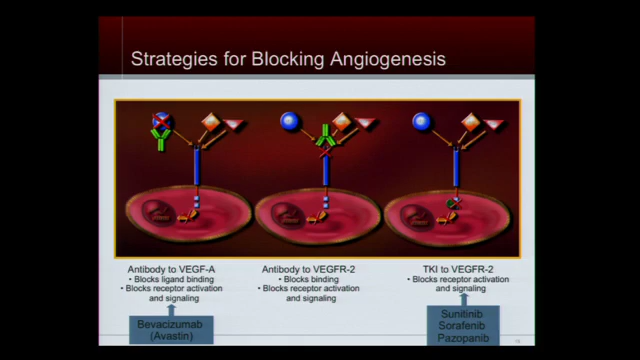 Strategies for Blocking Angiogenesis
Antibody to VEGF-A
• Blocks ligand binding
• Blocks receptor activation
and signaling
Bevacizumab
(Avastin)
Antibody to VEGFR-2
• Blocks binding
• Blocks receptor activation
and signaling
TKI to VEGFR-2
• Blocks receptor activation
and signaling
Sunitinib
Sorafenib
Pazopanib